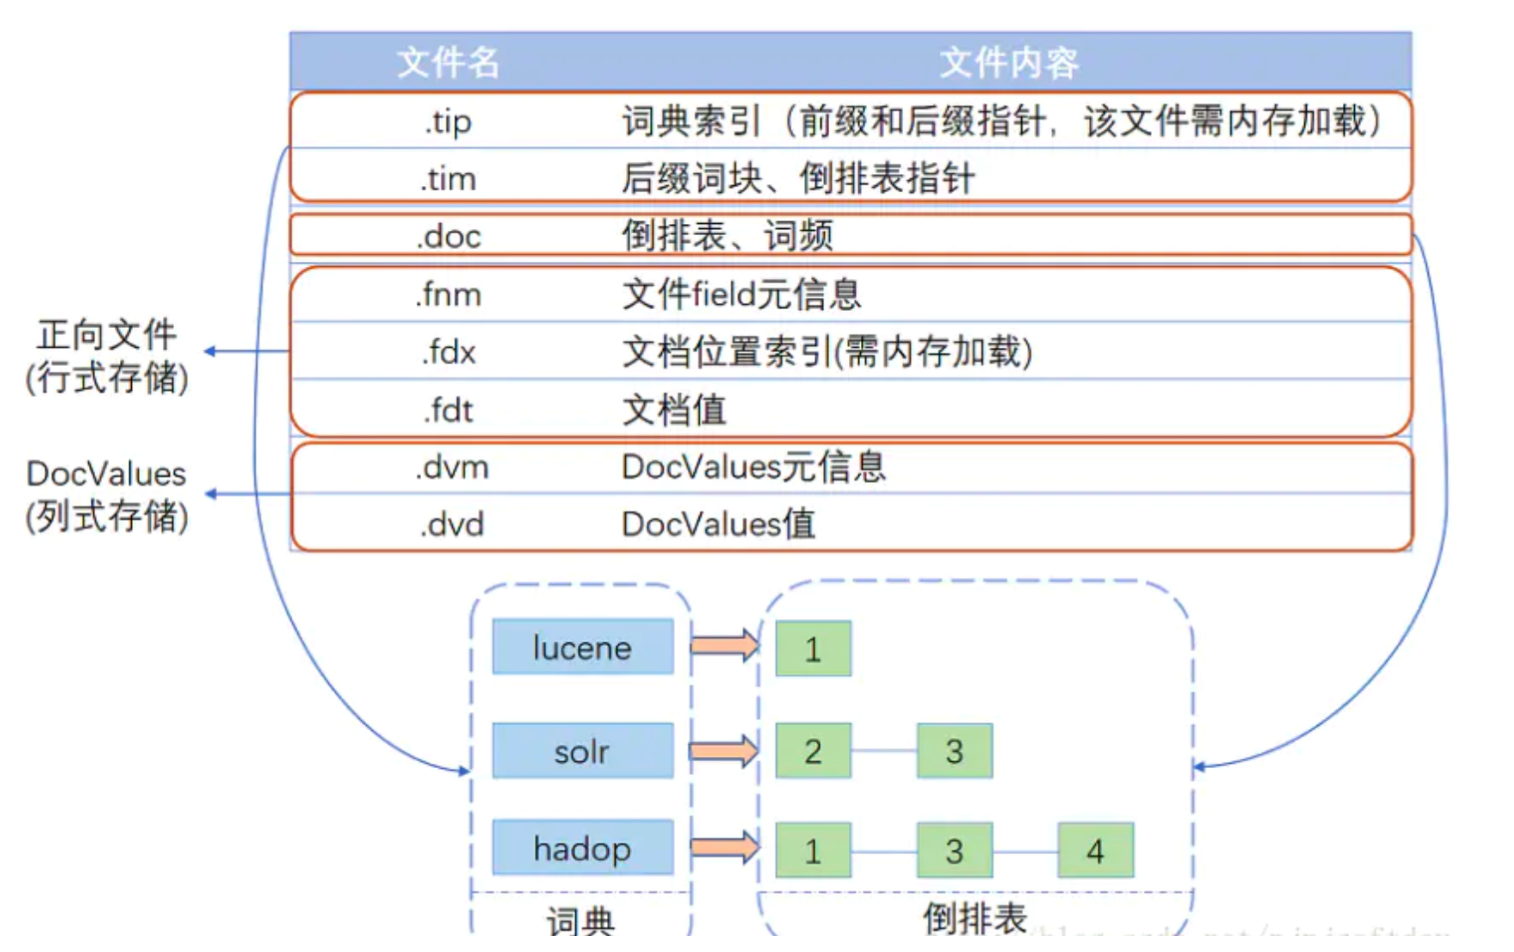 文件名 文件内容
.tip 词典索引（前缀和后缀指针，该文件需内存加载）
.tim 后缀词块、倒排表指针
.doc 倒排表、词频
.fnm 文件field元信息
.fdx 文档位置索引(需内存加载)
.fdt 文档值
.dvm DocValues元信息
.dvd DocValues值
正向文件
(行式存储)
DocValues
(列式存储)
lucene 1
solr 2 3
hadop 1 3 4
词典 倒排表